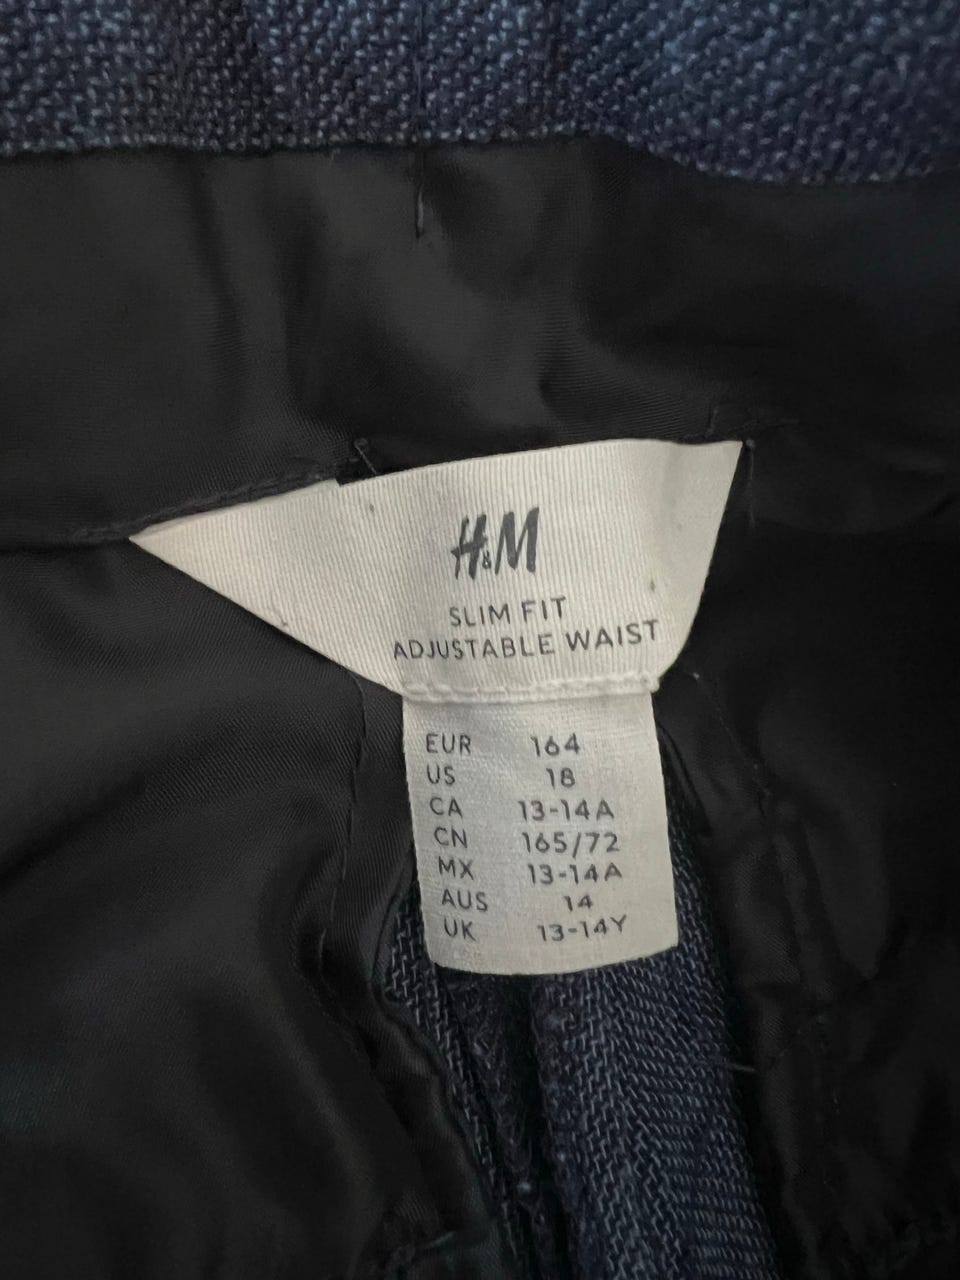 H&M
SLIM FIT
ADJUSTABLE WAIST
EUR 164
US 18
CA 13-14A
CN 165/72
MX 13-14A
AUS 14
UK 13-14Y